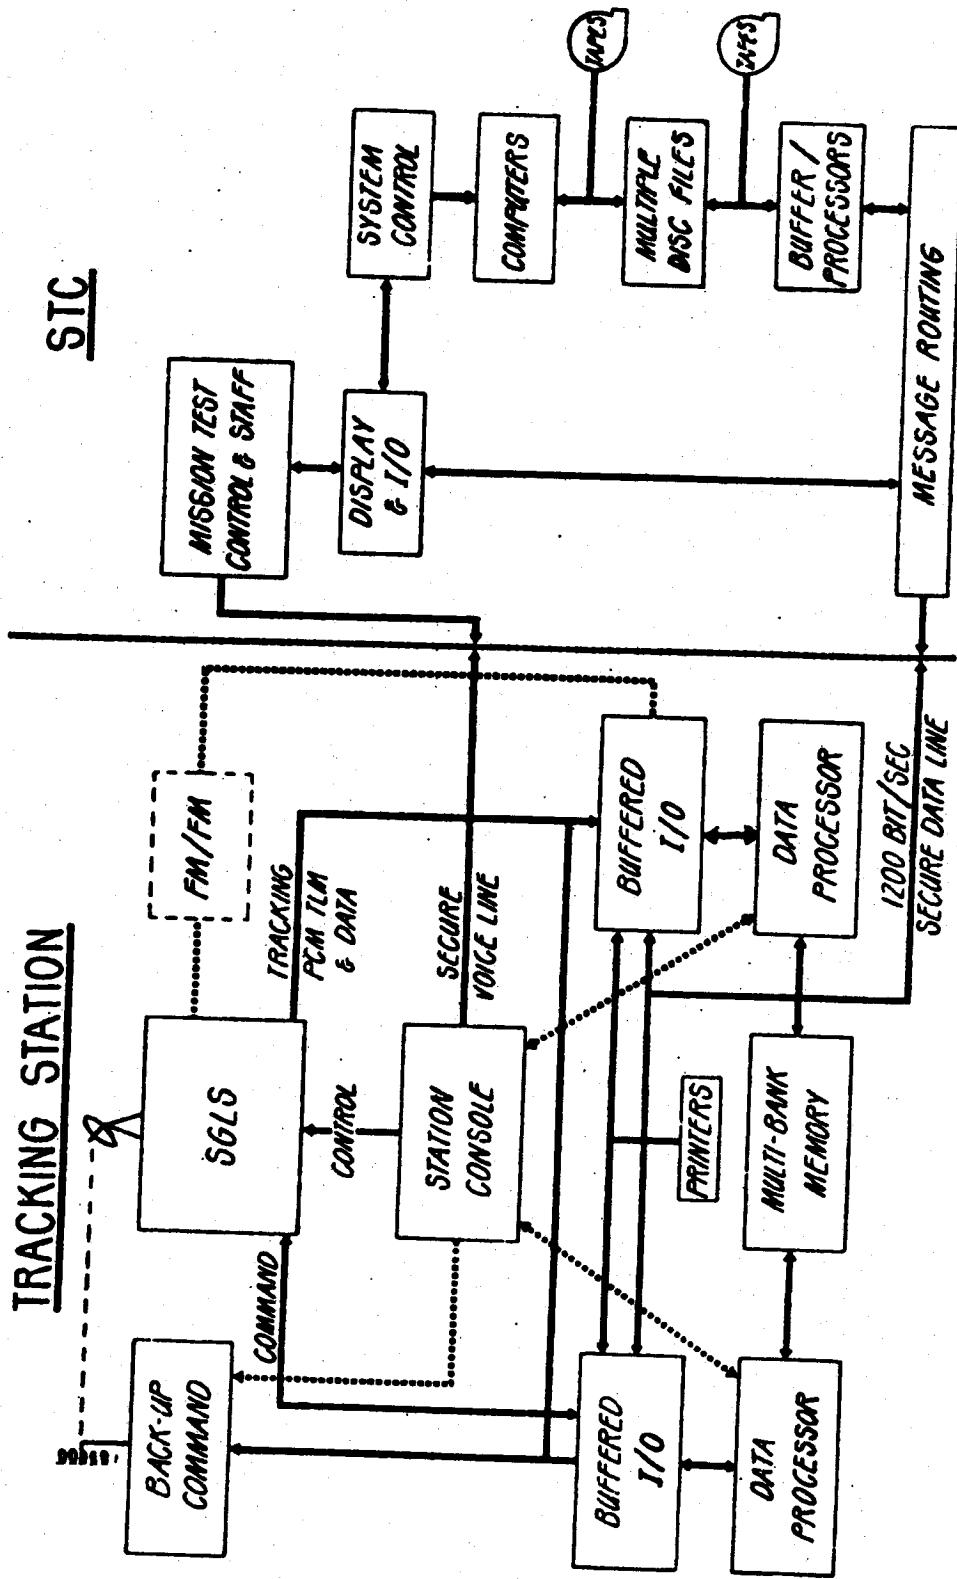 TRACKING STATION
STC
BACK-UP
COMMAND
COMMAND
SGLS
FM/FM
TRACKING
PCM TLM
& DATA
CONTROL
STATION
CONSOLE
SECURE
VOICE LINE
BUFFERED
I/O
DATA
PROCESSOR
PRINTERS
MULTI-BANK
MEMORY
BUFFERED
I/O
DATA
PROCESSOR
1200 BIT/SEC
SECURE DATA LINE
MISSION TEST
CONTROL & STAFF
DISPLAY
& I/O
SYSTEM
CONTROL
COMPUTERS
TAPES
MULTIPLE
DISC FILES
TAPES
BUFFER /
PROCESSORS
MESSAGE ROUTING